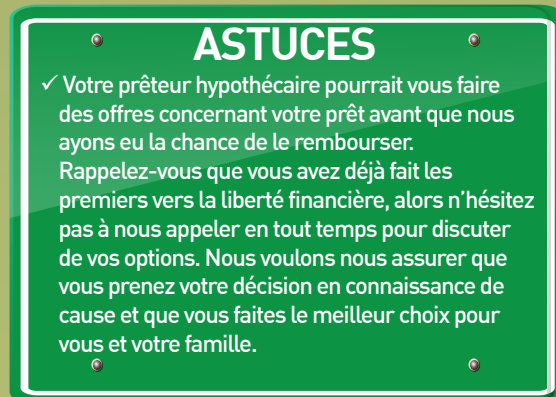 ASTUCES
✓ Votre prêteur hypothécaire pourrait vous faire
des offres concernant votre prêt avant que nous
ayons eu la chance de le rembourser.
Rappelez-vous que vous avez déjà fait les
premiers vers la liberté financière, alors n’hésitez
pas à nous appeler en tout temps pour discuter
de vos options. Nous voulons nous assurer que
vous prenez votre décision en connaissance de
cause et que vous faites le meilleur choix pour
vous et votre famille.